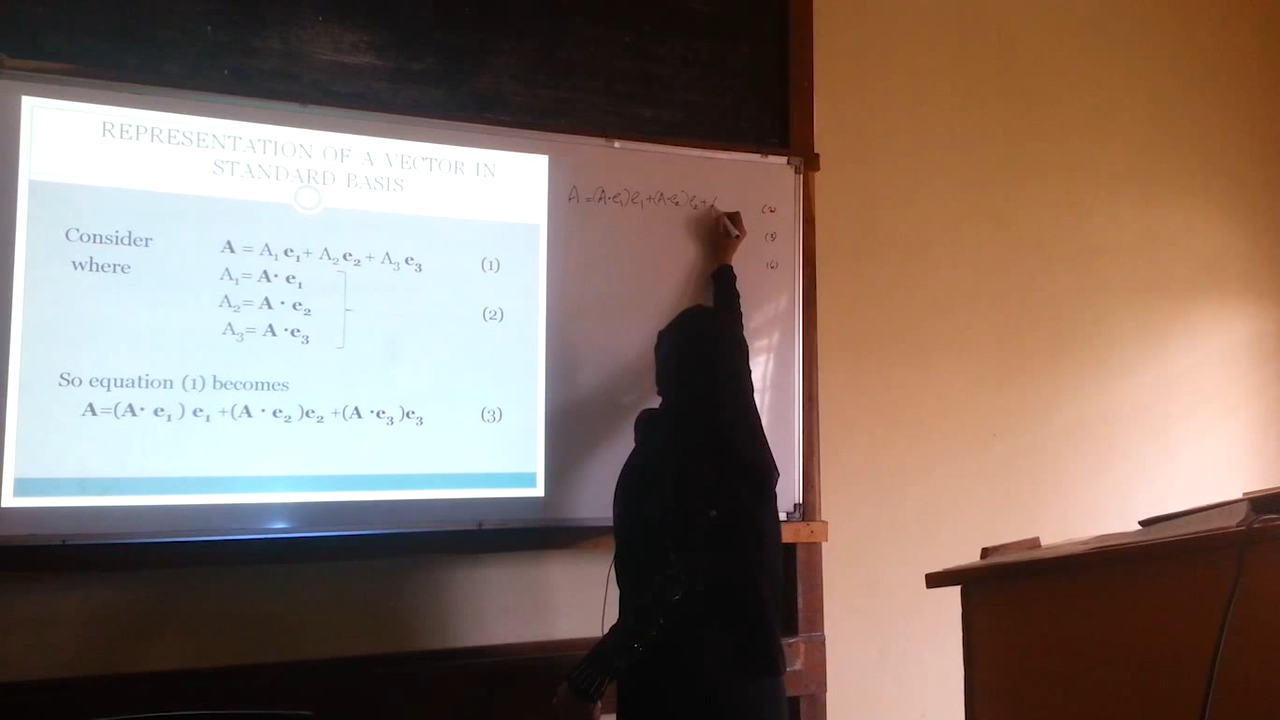 REPRESENTATION OF A VECTOR IN
STANDARD BASIS
Consider A = A₁ e₁+ A₂ e₂ + A₃ e₃ (1)
where A₁= A· e₁
A₂= A · e₂ (2)
A₃= A ·e₃
So equation (1) becomes
A=(A· e₁ ) e₁ +(A · e₂ )e₂ +(A ·e₃ )e₃ (3)
A =(A·e₁)e₁+(A·e₂)e₂+(